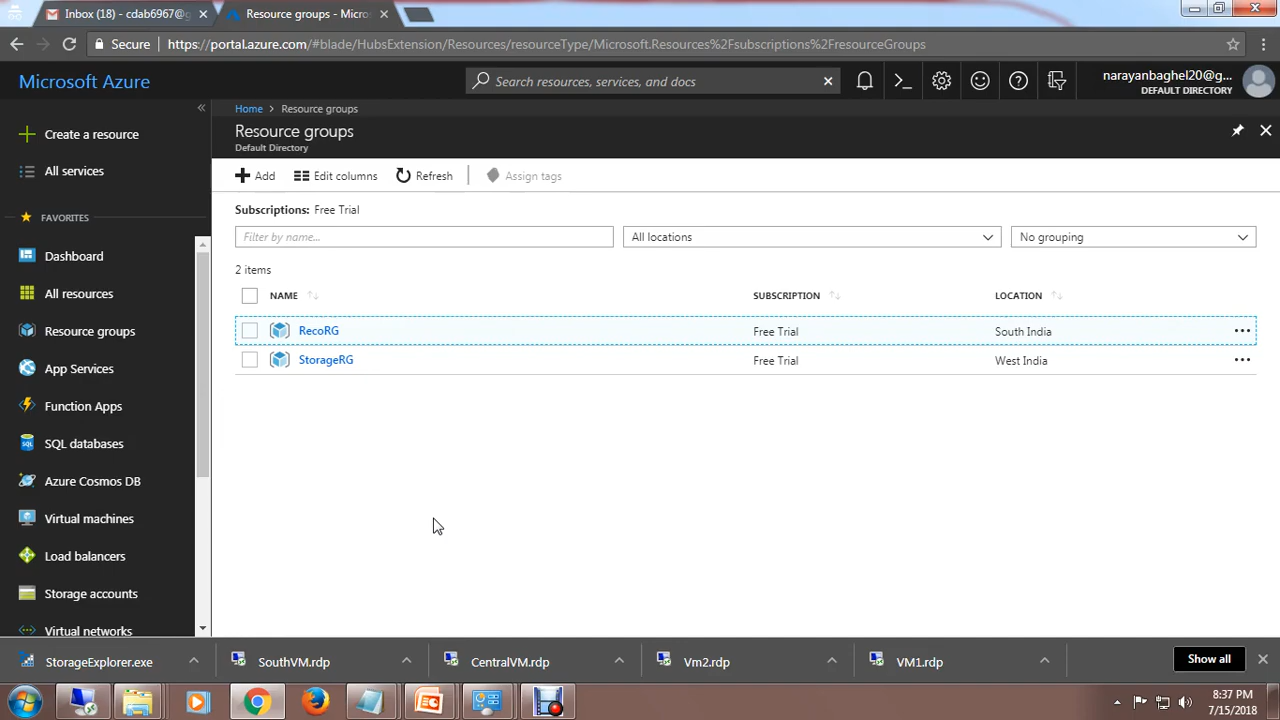 Inbox (18) - cdab6967@g
Resource groups - Micros
Secure
https://portal.azure.com/#blade/HubsExtension/Resources/resourceType/Microsoft.Resources%2Fsubscriptions%2FresourceGroups
Microsoft Azure
Search resources, services, and docs
narayanbaghel20@g...
DEFAULT DIRECTORY
Home > Resource groups
Resource groups
Default Directory
Create a resource
All services
FAVORITES
Dashboard
All resources
Resource groups
App Services
Function Apps
SQL databases
Azure Cosmos DB
Virtual machines
Load balancers
Storage accounts
Virtual networks
Add
Edit columns
Refresh
Assign tags
Subscriptions: Free Trial
Filter by name...
All locations
No grouping
2 items
NAME SUBSCRIPTION LOCATION
RecoRG Free Trial South India
StorageRG Free Trial West India
StorageExplorer.exe
SouthVM.rdp
CentralVM.rdp
Vm2.rdp
VM1.rdp
Show all
8:37 PM
7/15/2018